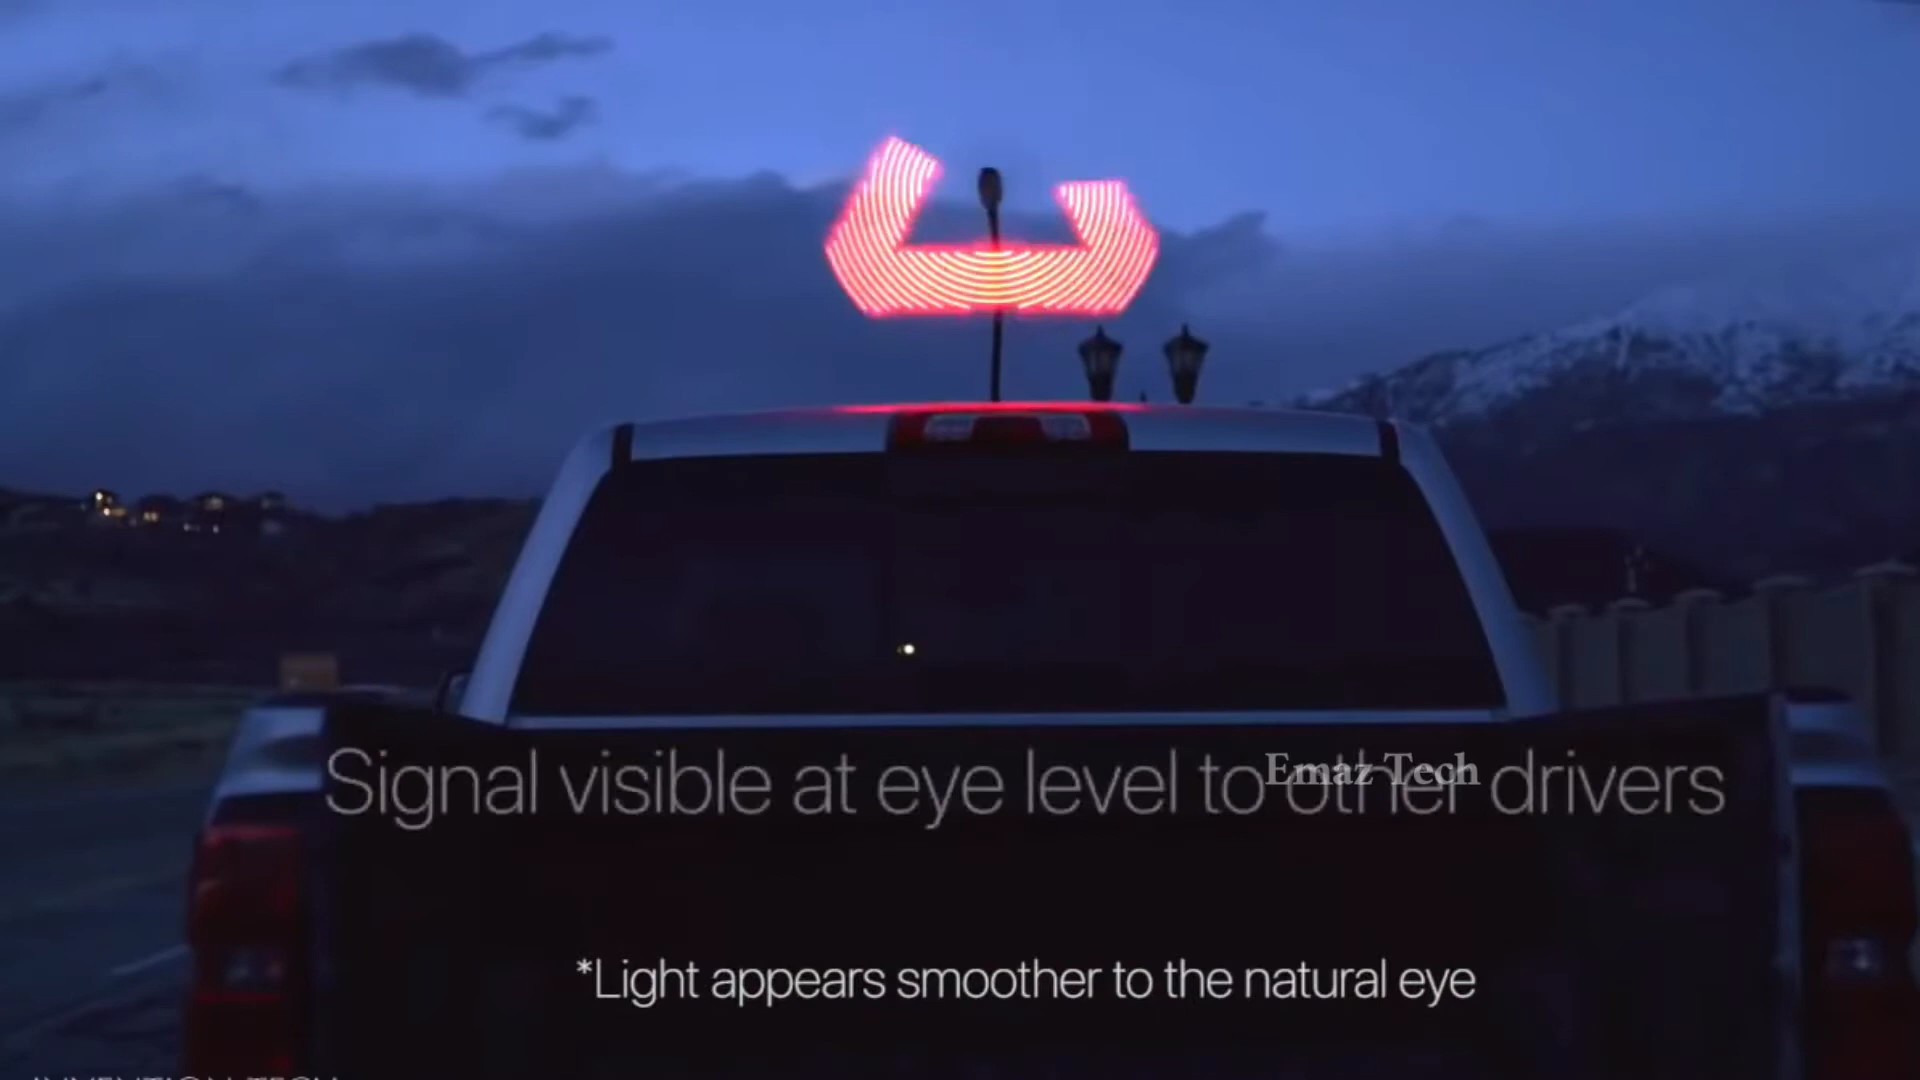 Signal visible at eye level to other drivers
Emaz Tech
*Light appears smoother to the natural eye